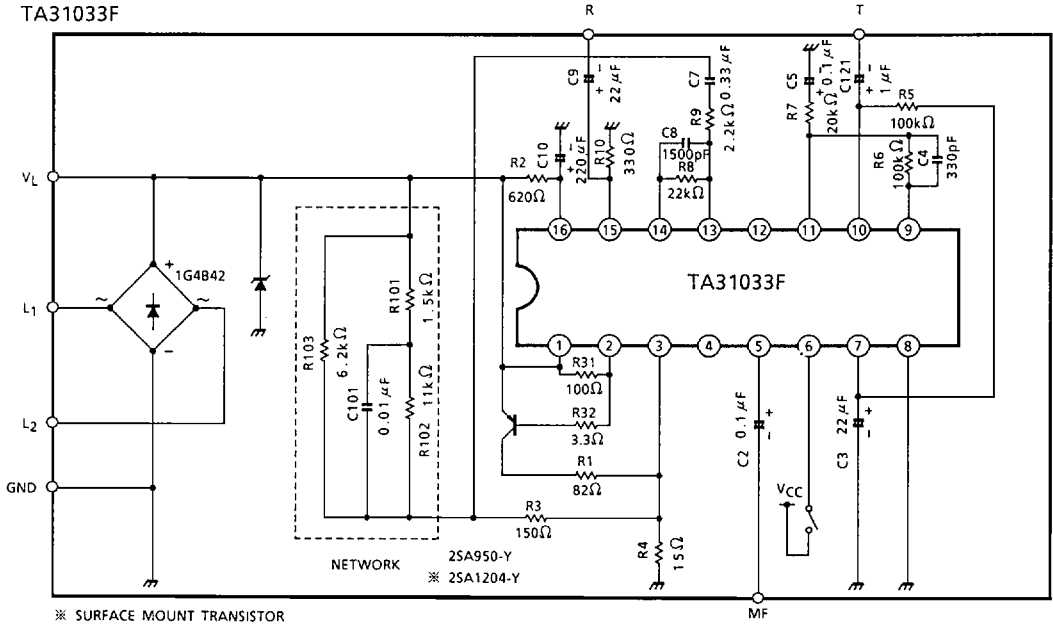 TA31033F
R
T
C9
22 μF
C7
0.33 μF
C5
0.1 μF
C121
1 μF
R5
100kΩ
R7
20kΩ
R9
2.2kΩ
C10
220 μF
R10
330Ω
C8
1500pF
R8
22kΩ
R6
100kΩ
C4
330pF
VL
R2
620Ω
16
15
14
13
12
11
10
9
TA31033F
1G4B42
+
~
~
−
L1
L2
GND
R101
1.5kΩ
R103
6.2kΩ
C101
0.01 μF
R102
11kΩ
NETWORK
1
2
3
4
5
6
7
8
R31
100Ω
R32
3.3Ω
R1
82Ω
R3
150Ω
R4
15Ω
C2
0.1 μF
VCC
C3
22 μF
2SA950-Y
※ 2SA1204-Y
MF
※ SURFACE MOUNT TRANSISTOR